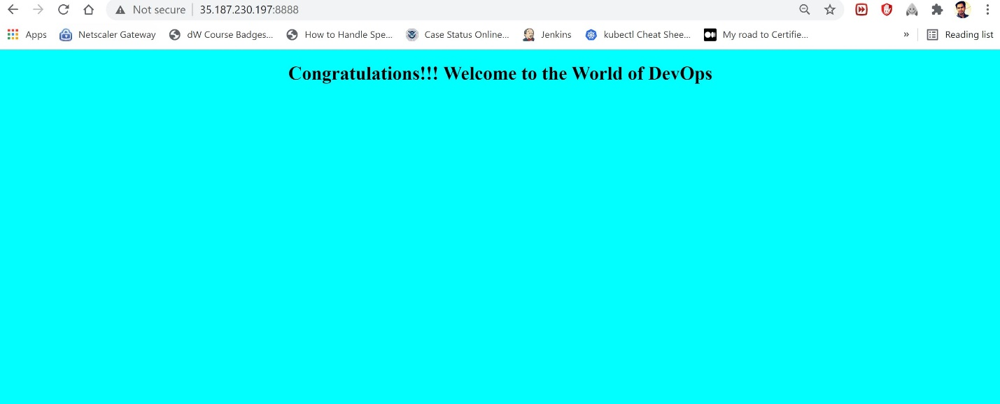 Not secure 35.187.230.197:8888
Apps Netscaler Gateway dW Course Badges... How to Handle Spe... Case Status Online... Jenkins kubectl Cheat Shee... My road to Certifie... » Reading list
Congratulations!!! Welcome to the World of DevOps